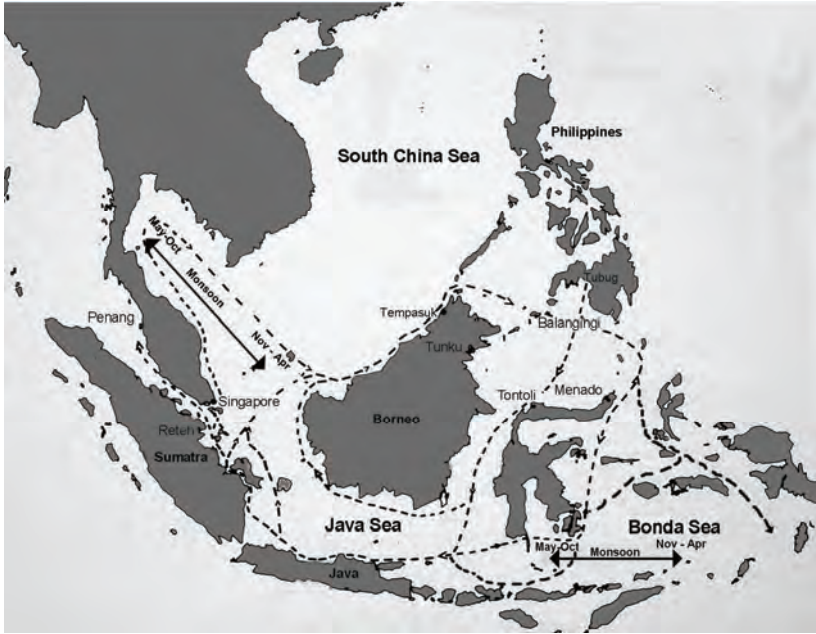 Philippines
South China Sea
May-Oct
Monsoon
Nov - Apr
Tubug
Penang
Tempasuk
Balangingi
Tunku
Singapore
Tontoli
Menado
Borneo
Reteh
Sumatra
Java Sea
Bonda Sea
May-Oct
Monsoon
Nov - Apr
Java